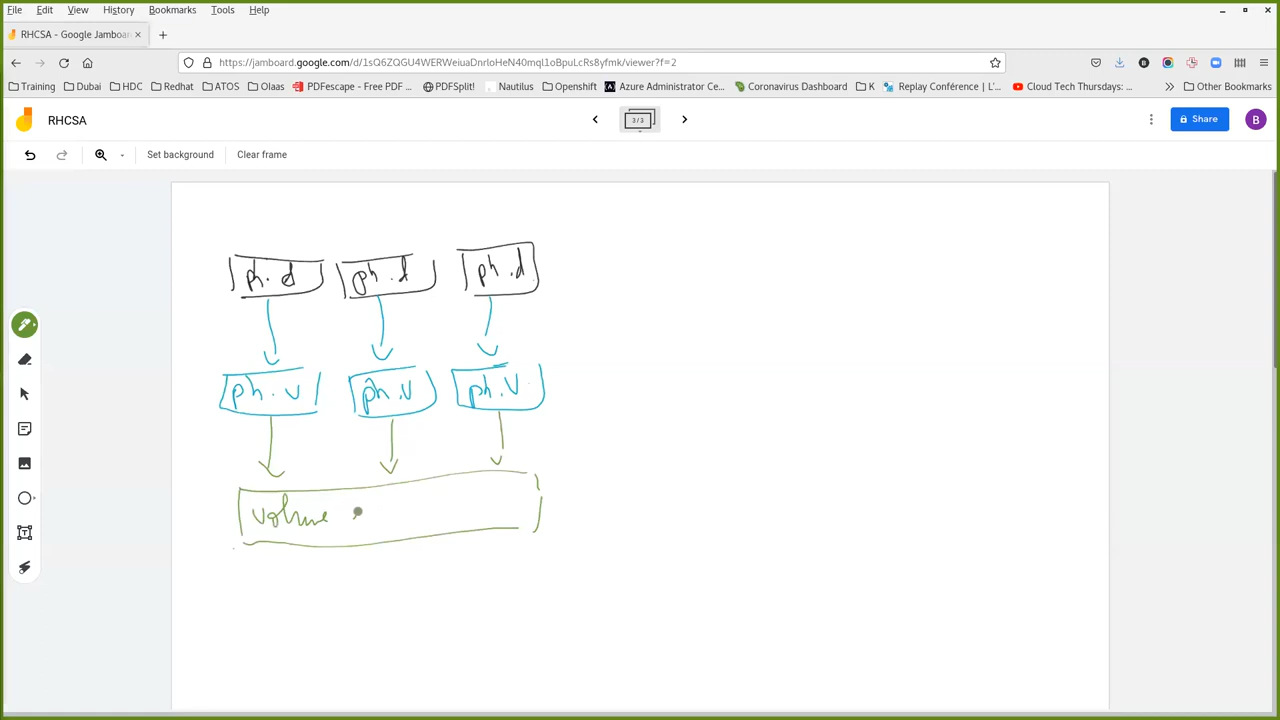 File Edit View History Bookmarks Tools Help
RHCSA - Google Jamboar
https://jamboard.google.com/d/1sQ6ZQGU4WERWeiuaDnrIoHeN40mql1oBpuLcRs8yfmk/viewer?f=2
Training Dubai HDC Redhat ATOS Olaas PDFescape - Free PDF ... PDFSplit! Nautilus Openshift Azure Administrator Ce... Coronavirus Dashboard K Replay Conférence | L'... Cloud Tech Thursdays: ... Other Bookmarks
RHCSA 3/3 Share B
Set background Clear frame
ph.d ph.d ph.d
ph.v ph.v ph.v
volume